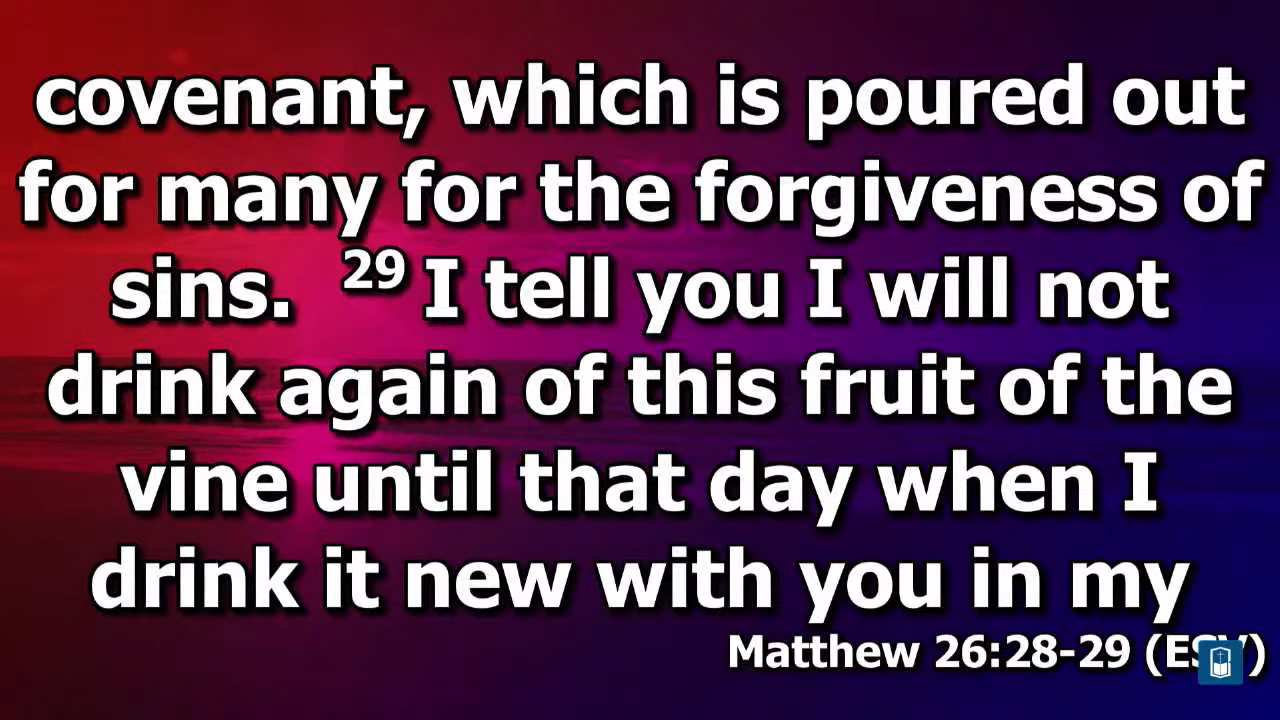 covenant, which is poured out
for many for the forgiveness of
sins. 29 I tell you I will not
drink again of this fruit of the
vine until that day when I
drink it new with you in my
Matthew 26:28-29 (ESV)